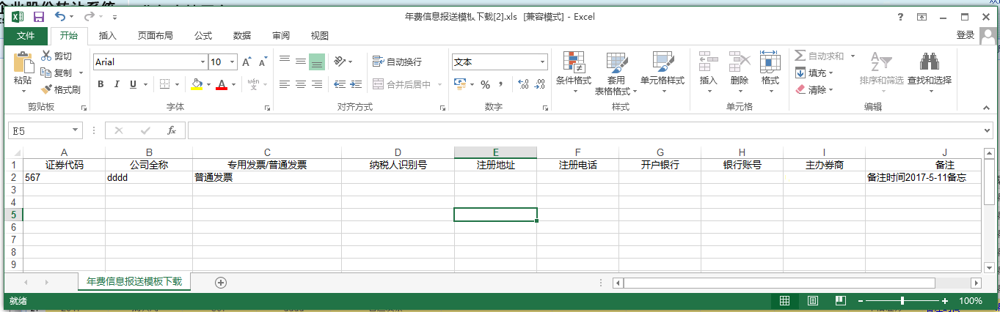 年费信息报送模板下载[2].xls [兼容模式] - Excel
文件 开始 插入 页面布局 公式 数据 审阅 视图 登录
粘贴 剪切 复制 格式刷 剪贴板
Arial 10 A A B I U A wén 文 字体
自动换行 合并后居中 对齐方式
文本 % , .0 .00 .00 .0 数字
条件格式 套用 表格格式 单元格样式 样式
插入 删除 格式 单元格
自动求和 填充 清除 排序和筛选 查找和选择 编辑
E5 fx
A B C D E F G H I J
1 证券代码 公司全称 专用发票/普通发票 纳税人识别号 注册地址 注册电话 开户银行 银行账号 主办券商 备注
2 567 dddd 普通发票 备注时间2017-5-11备忘
3
4
5
6
7
8
9
年费信息报送模板下载
就绪 100%